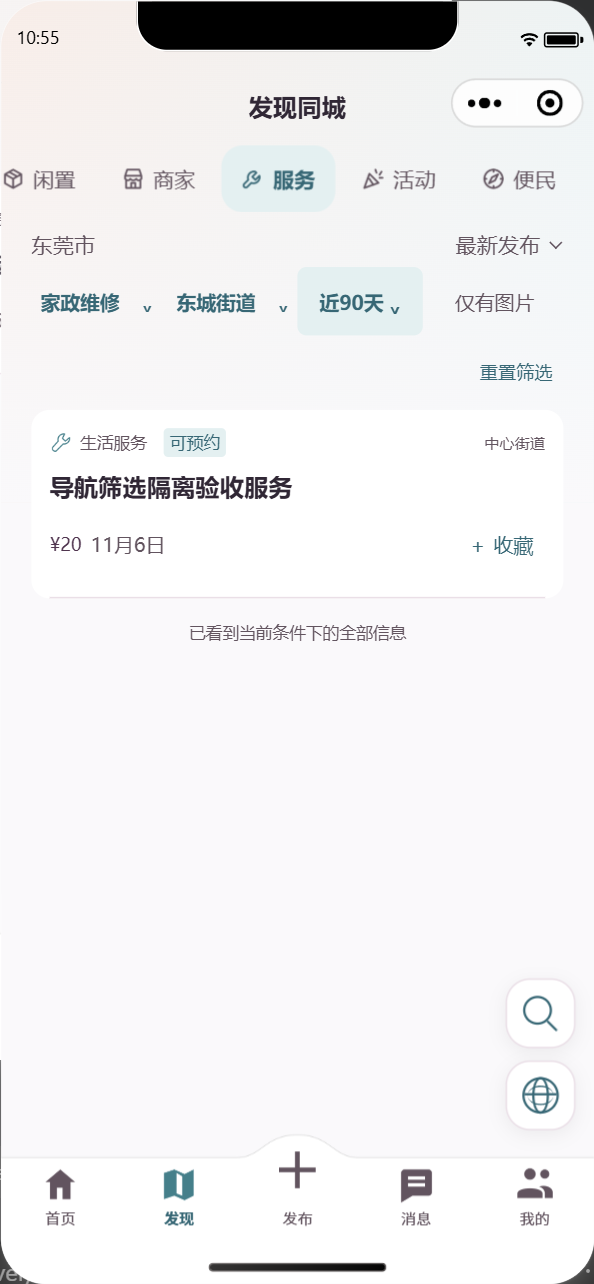 10:55
发现同城
闲置 商家 服务 活动 便民
东莞市 最新发布
家政维修 v 东城街道 v 近90天 v 仅有图片
重置筛选
生活服务 可预约 中心街道
导航筛选隔离验收服务
¥20 11月6日 + 收藏
已看到当前条件下的全部信息
首页 发现 发布 消息 我的